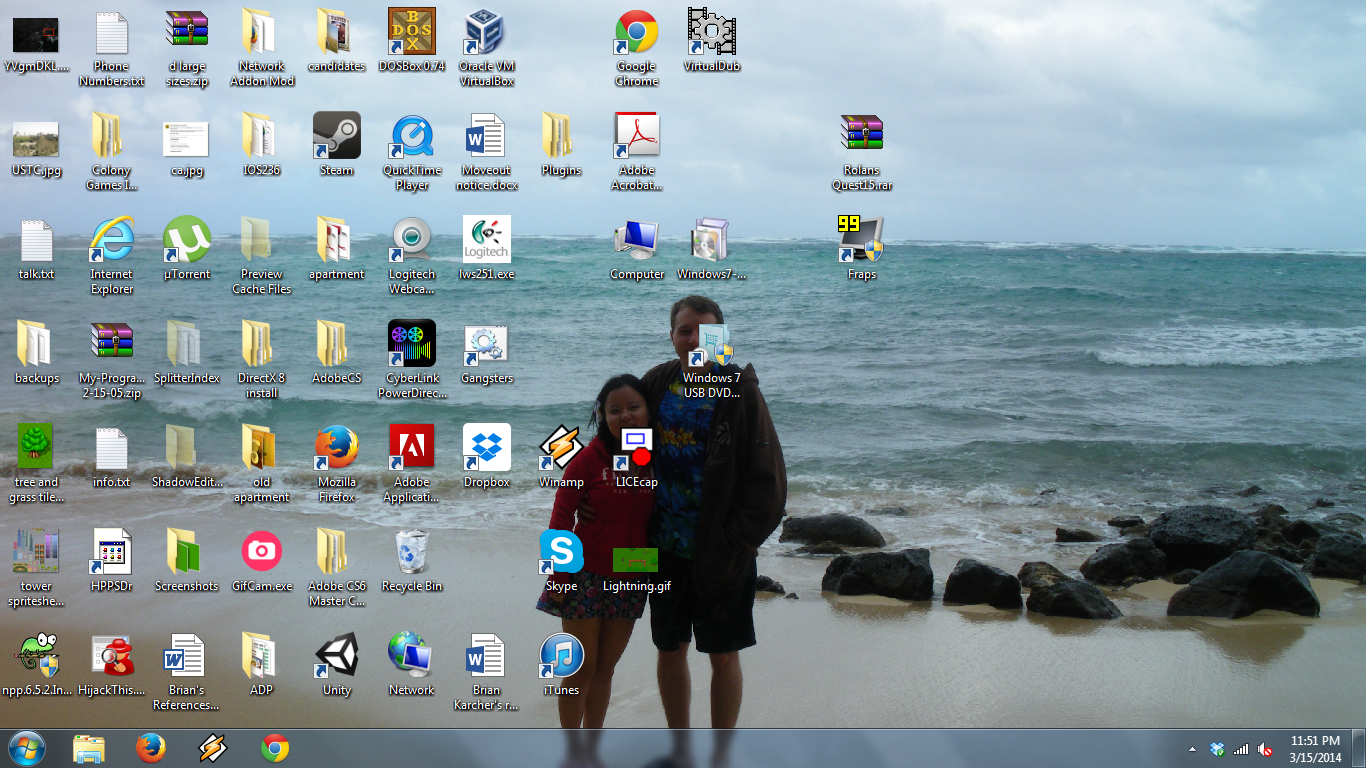 YVgmDKL....
Phone
Numbers.txt
d large
sizes.zip
Network
Addon Mod
candidates
DOSBox 0.74
Oracle VM
VirtualBox
Google
Chrome
VirtualDub
USTC.jpg
Colony
Games I...
ca.jpg
IOS236
Steam
QuickTime
Player
Moveout
notice.docx
Plugins
Adobe
Acrobat...
Rolans
Quest15.rar
talk.txt
Internet
Explorer
µTorrent
Preview
Cache Files
apartment
Logitech
Webca...
Logitech
lws251.exe
Computer
Windows7-...
99
Fraps
backups
My-Progra...
2-15-05.zip
SplitterIndex
DirectX 8
install
AdobeCS
CyberLink
PowerDirec...
Gangsters
Windows 7
USB DVD...
tree and
grass tile...
info.txt
ShadowEdit...
old
apartment
Mozilla
Firefox
Adobe
Applicati...
Dropbox
Winamp
LICEcap
tower
spriteshe...
HPPSDr
Screenshots
GifCam.exe
Adobe CS6
Master C...
Recycle Bin
Skype
Lightning.gif
npp.6.5.2.In...
HijackThis....
Brian's
References...
ADP
Unity
Network
Brian
Karcher's r...
iTunes
11:51 PM
3/15/2014